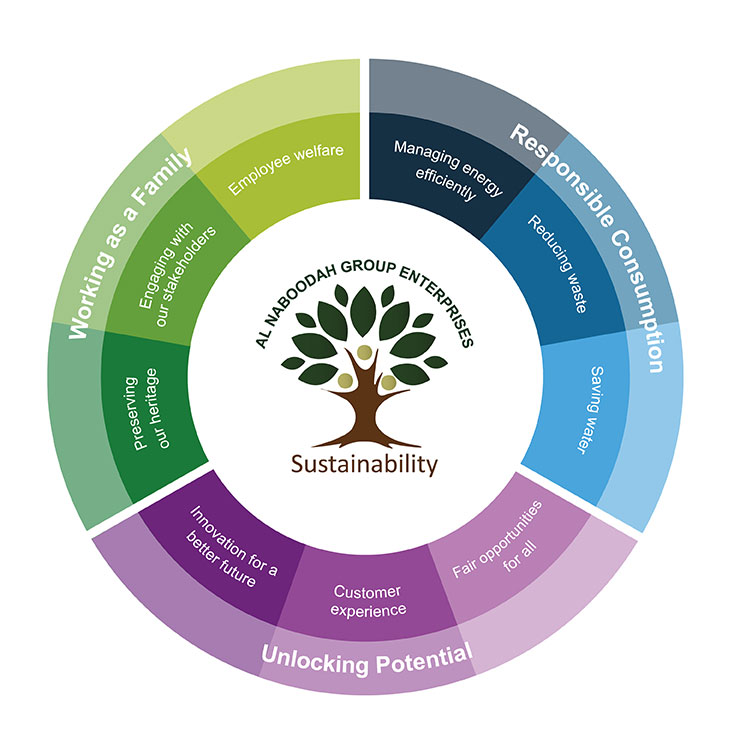 AL NABOODAH GROUP ENTERPRISES
Sustainability
Responsible Consumption
Managing energy
efficiently
Reducing waste
Saving water
Unlocking Potential
Fair opportunities
for all
Customer
experience
Innovation for a
better future
Working as a Family
Preserving
our heritage
Engaging with
our stakeholders
Employee welfare